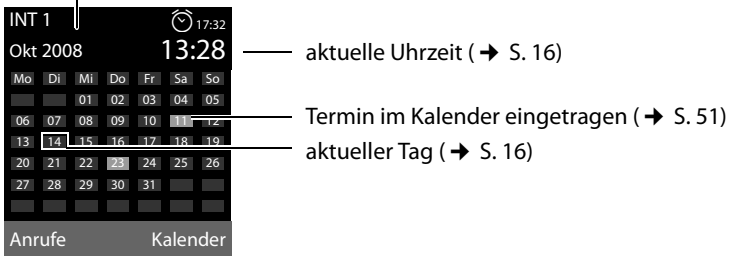 INT 1 17:32
Okt 2008 13:28
aktuelle Uhrzeit ( ➔ S. 16)
Mo Di Mi Do Fr Sa So
01 02 03 04 05
06 07 08 09 10 11 12
Termin im Kalender eingetragen ( ➔ S. 51)
13 14 15 16 17 18 19
aktueller Tag ( ➔ S. 16)
20 21 22 23 24 25 26
27 28 29 30 31
Anrufe Kalender